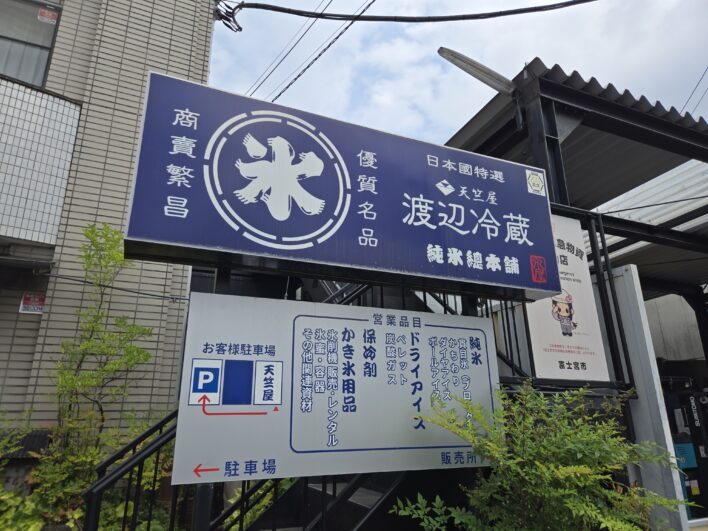 商賣繁昌
氷
優質名品
日本國特選
天竺屋
渡辺冷蔵
純氷總本舗
営業品目
純氷
かちわり
ダイヤアイス
ボールアイス
ドライアイス
ペレット
炭酸ガス
保冷剤
かき氷用品
氷削機 販売・レンタル
氷蜜・容器
その他関連資材
お客様駐車場
P
天竺屋
駐車場
販売所
富士宮市